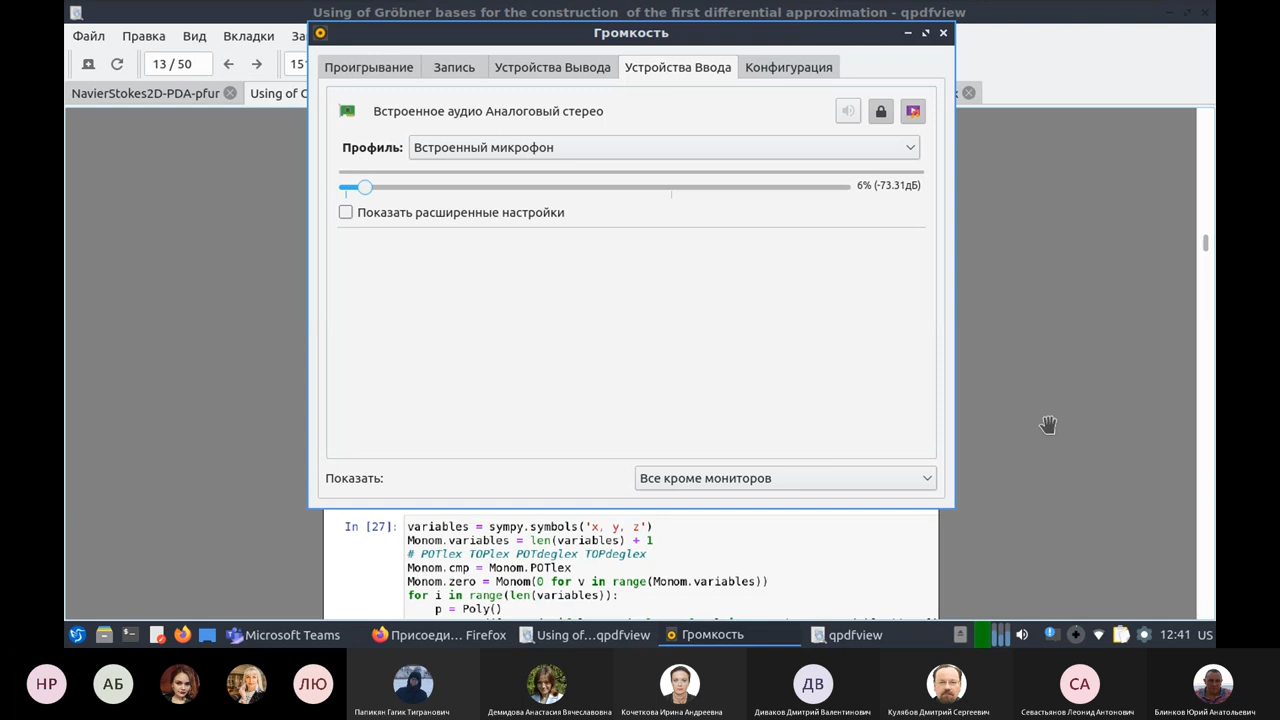 Using of Gröbner bases for the construction of the first differential approximation - qpdfview
Файл Правка Вид Вкладки
13 / 50
NavierStokes2D-PDA-pfur
Using of
Громкость
Проигрывание Запись Устройства Вывода Устройства Ввода Конфигурация
Встроенное аудио Аналоговый стерео
Профиль: Встроенный микрофон
6% (-73.31дБ)
Показать расширенные настройки
Показать: Все кроме мониторов
In [27]: variables = sympy.symbols('x, y, z')
Monom.variables = len(variables) + 1
# POTlex TOPlex POTdeglex TOPdeglex
Monom.cmp = Monom.POTlex
Monom.zero = Monom(0 for v in range(Monom.variables))
for i in range(len(variables)):
p = Poly()
Microsoft Teams Присоеди... Firefox Using of...qpdfview Громкость qpdfview 12:41 US
НР АБ ЛЮ ДВ СА
Папикян Гагик Тигранович Демидова Анастасия Вячеславовна Кочеткова Ирина Андреевна Диваков Дмитрий Валентинович Кулябов Дмитрий Сергеевич Севастьянов Леонид Антонович Блинков Юрий Анатольевич